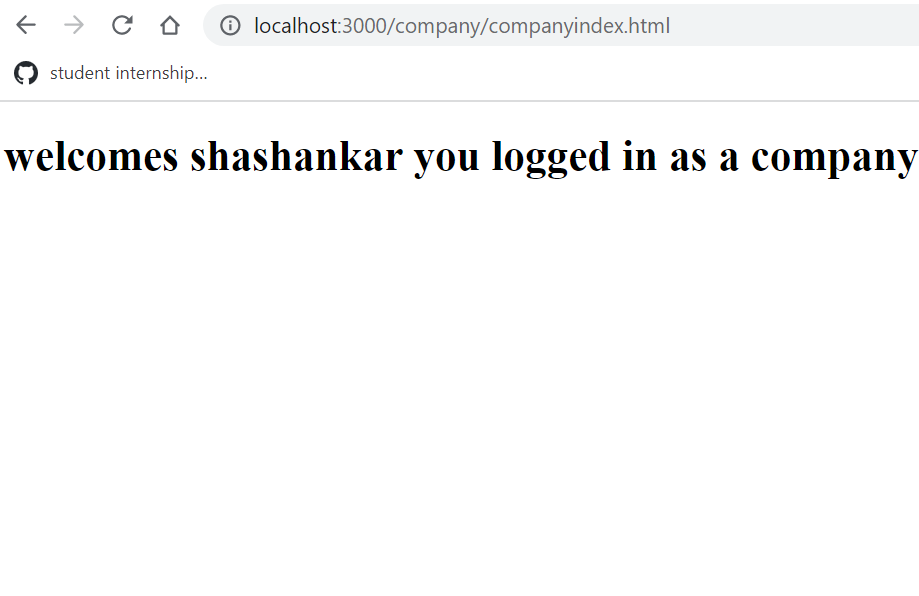 localhost:3000/company/companyindex.html
student internship...
welcomes shashankar you logged in as a company